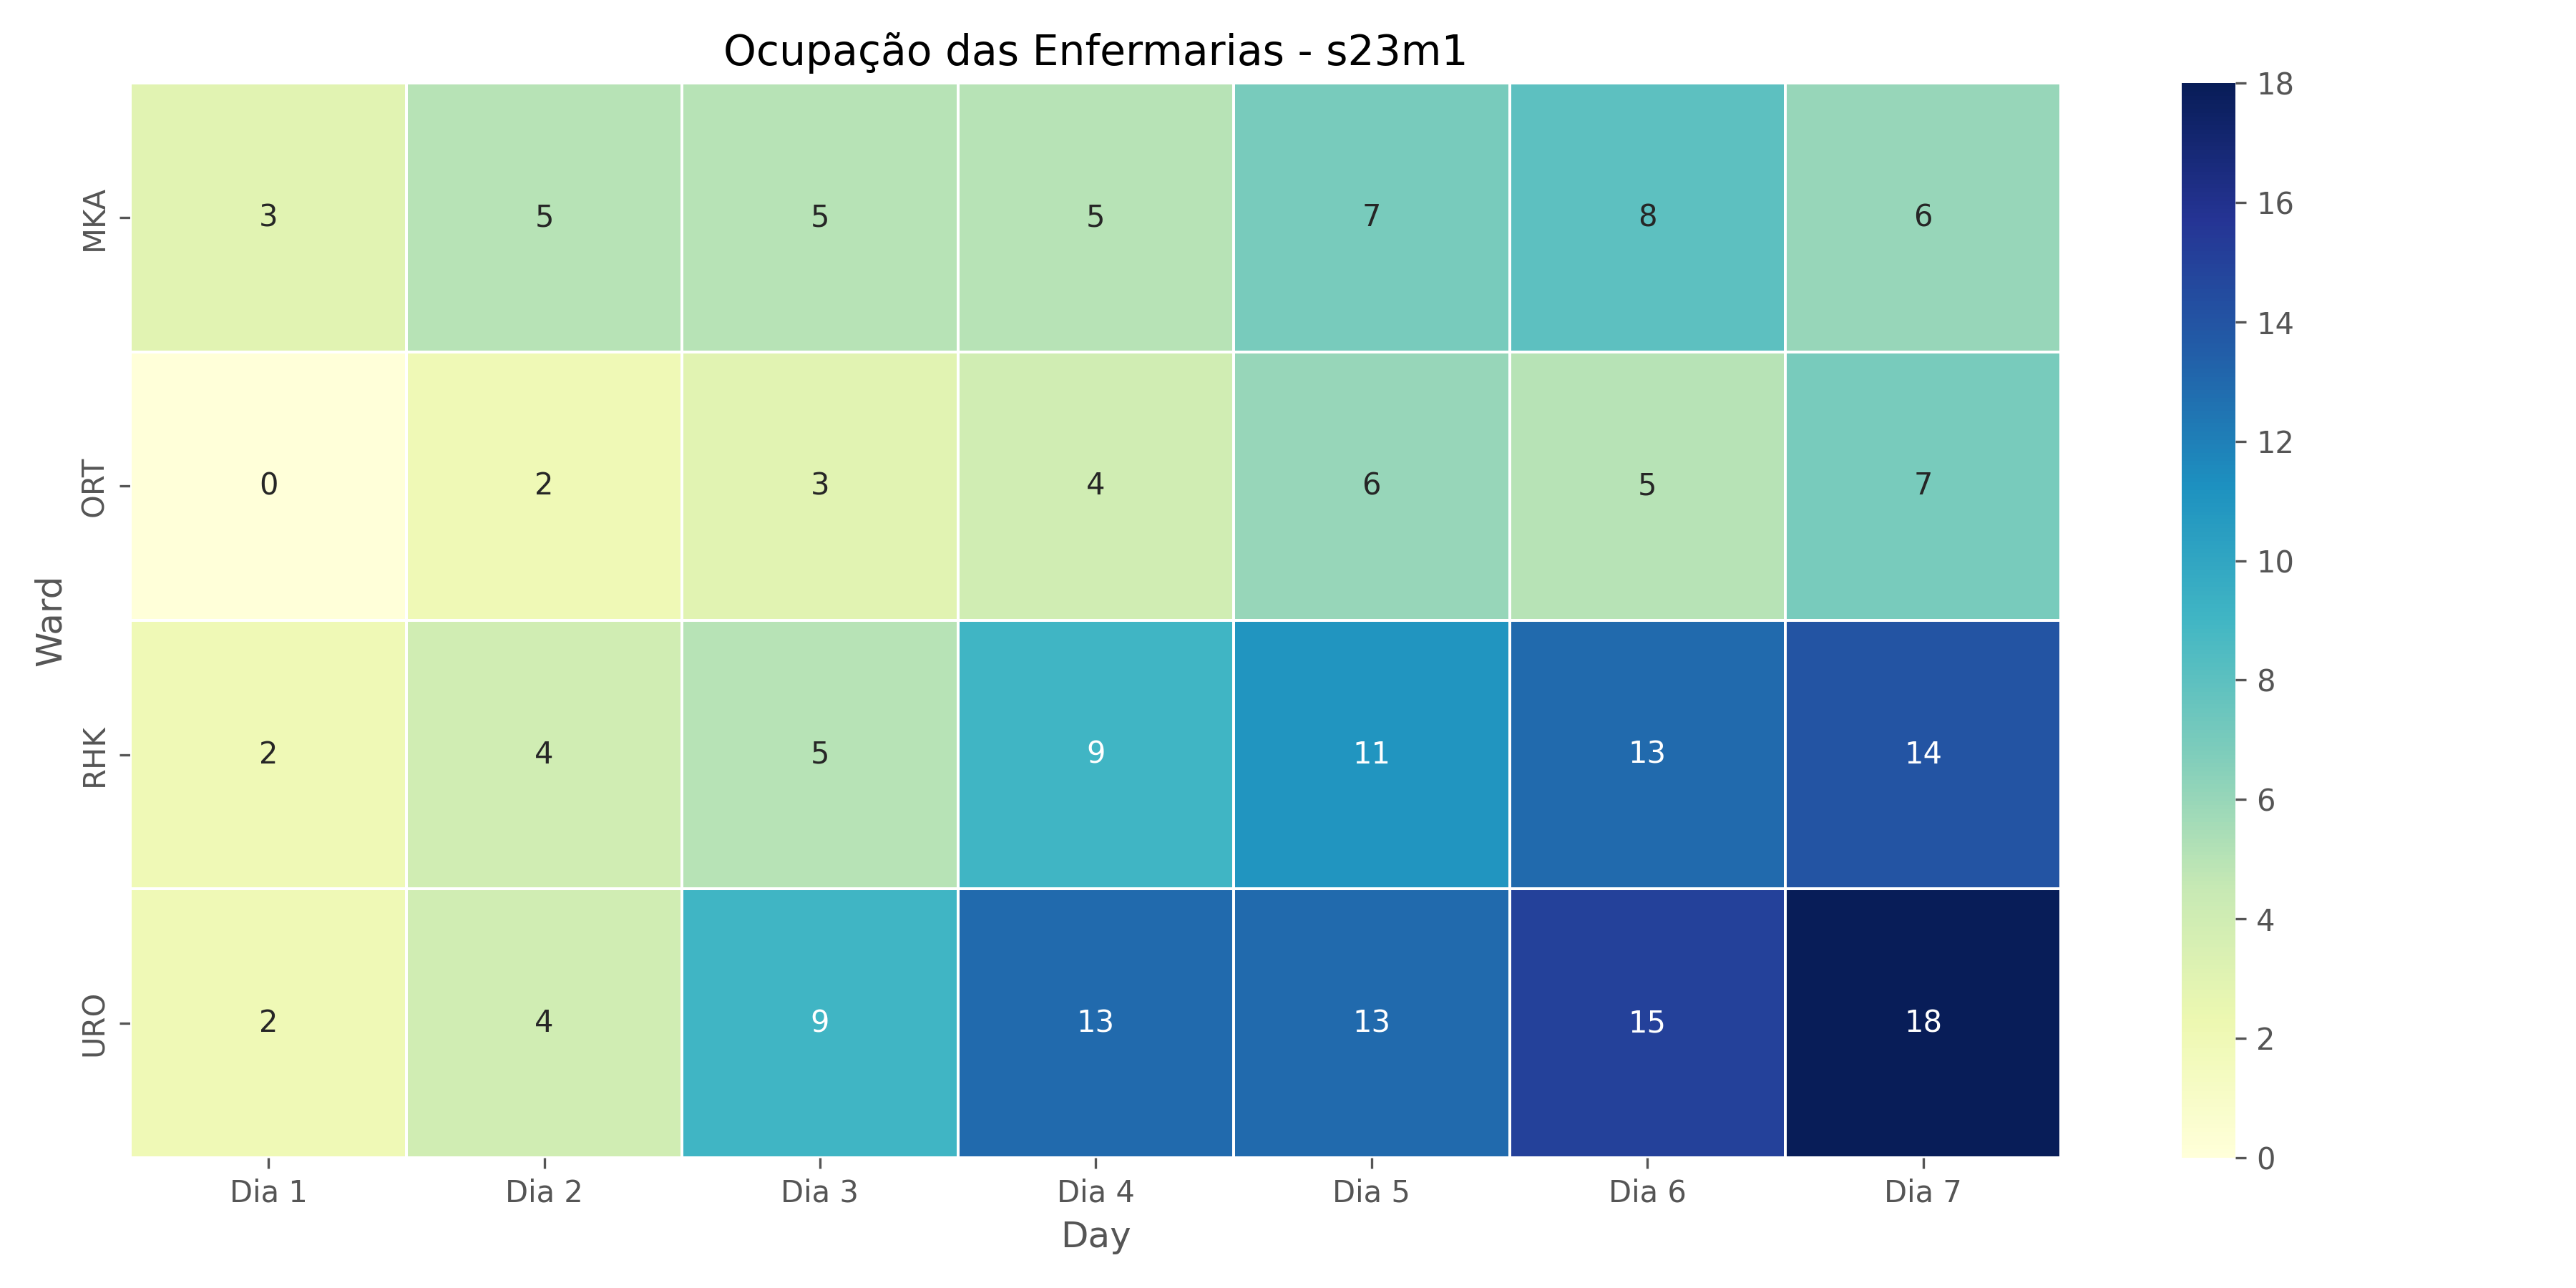 Ocupação das Enfermarias - s23m1
Ward
MKA 3 5 5 5 7 8 6
ORT 0 2 3 4 6 5 7
RHK 2 4 5 9 11 13 14
URO 2 4 9 13 13 15 18
Dia 1 Dia 2 Dia 3 Dia 4 Dia 5 Dia 6 Dia 7
Day
18
16
14
12
10
8
6
4
2
0